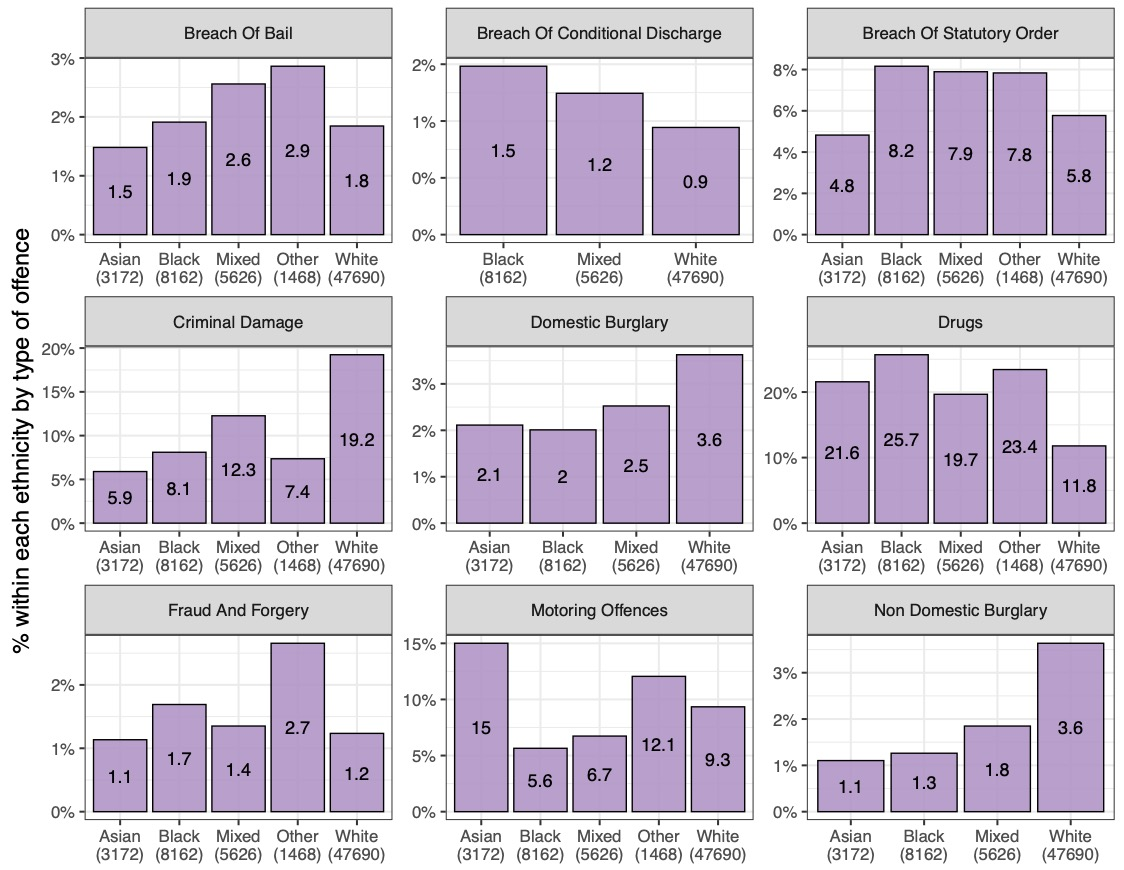 % within each ethnicity by type of offence
Breach Of Bail
3%
2%
1%
0%
1.5
1.9
2.6
2.9
1.8
Asian Black Mixed Other White
(3172) (8162) (5626) (1468) (47690)
Breach Of Conditional Discharge
2%
1%
0%
0%
1.5
1.2
0.9
Black Mixed White
(8162) (5626) (47690)
Breach Of Statutory Order
8%
6%
4%
2%
0%
4.8
8.2
7.9
7.8
5.8
Asian Black Mixed Other White
(3172) (8162) (5626) (1468) (47690)
Criminal Damage
20%
15%
10%
5%
0%
5.9
8.1
12.3
7.4
19.2
Asian Black Mixed Other White
(3172) (8162) (5626) (1468) (47690)
Domestic Burglary
3%
2%
1%
0%
2.1
2
2.5
3.6
Asian Black Mixed White
(3172) (8162) (5626) (47690)
Drugs
20%
10%
0%
21.6
25.7
19.7
23.4
11.8
Asian Black Mixed Other White
(3172) (8162) (5626) (1468) (47690)
Fraud And Forgery
2%
1%
0%
1.1
1.7
1.4
2.7
1.2
Asian Black Mixed Other White
(3172) (8162) (5626) (1468) (47690)
Motoring Offences
15%
10%
5%
0%
15
5.6
6.7
12.1
9.3
Asian Black Mixed Other White
(3172) (8162) (5626) (1468) (47690)
Non Domestic Burglary
3%
2%
1%
0%
1.1
1.3
1.8
3.6
Asian Black Mixed White
(3172) (8162) (5626) (47690)